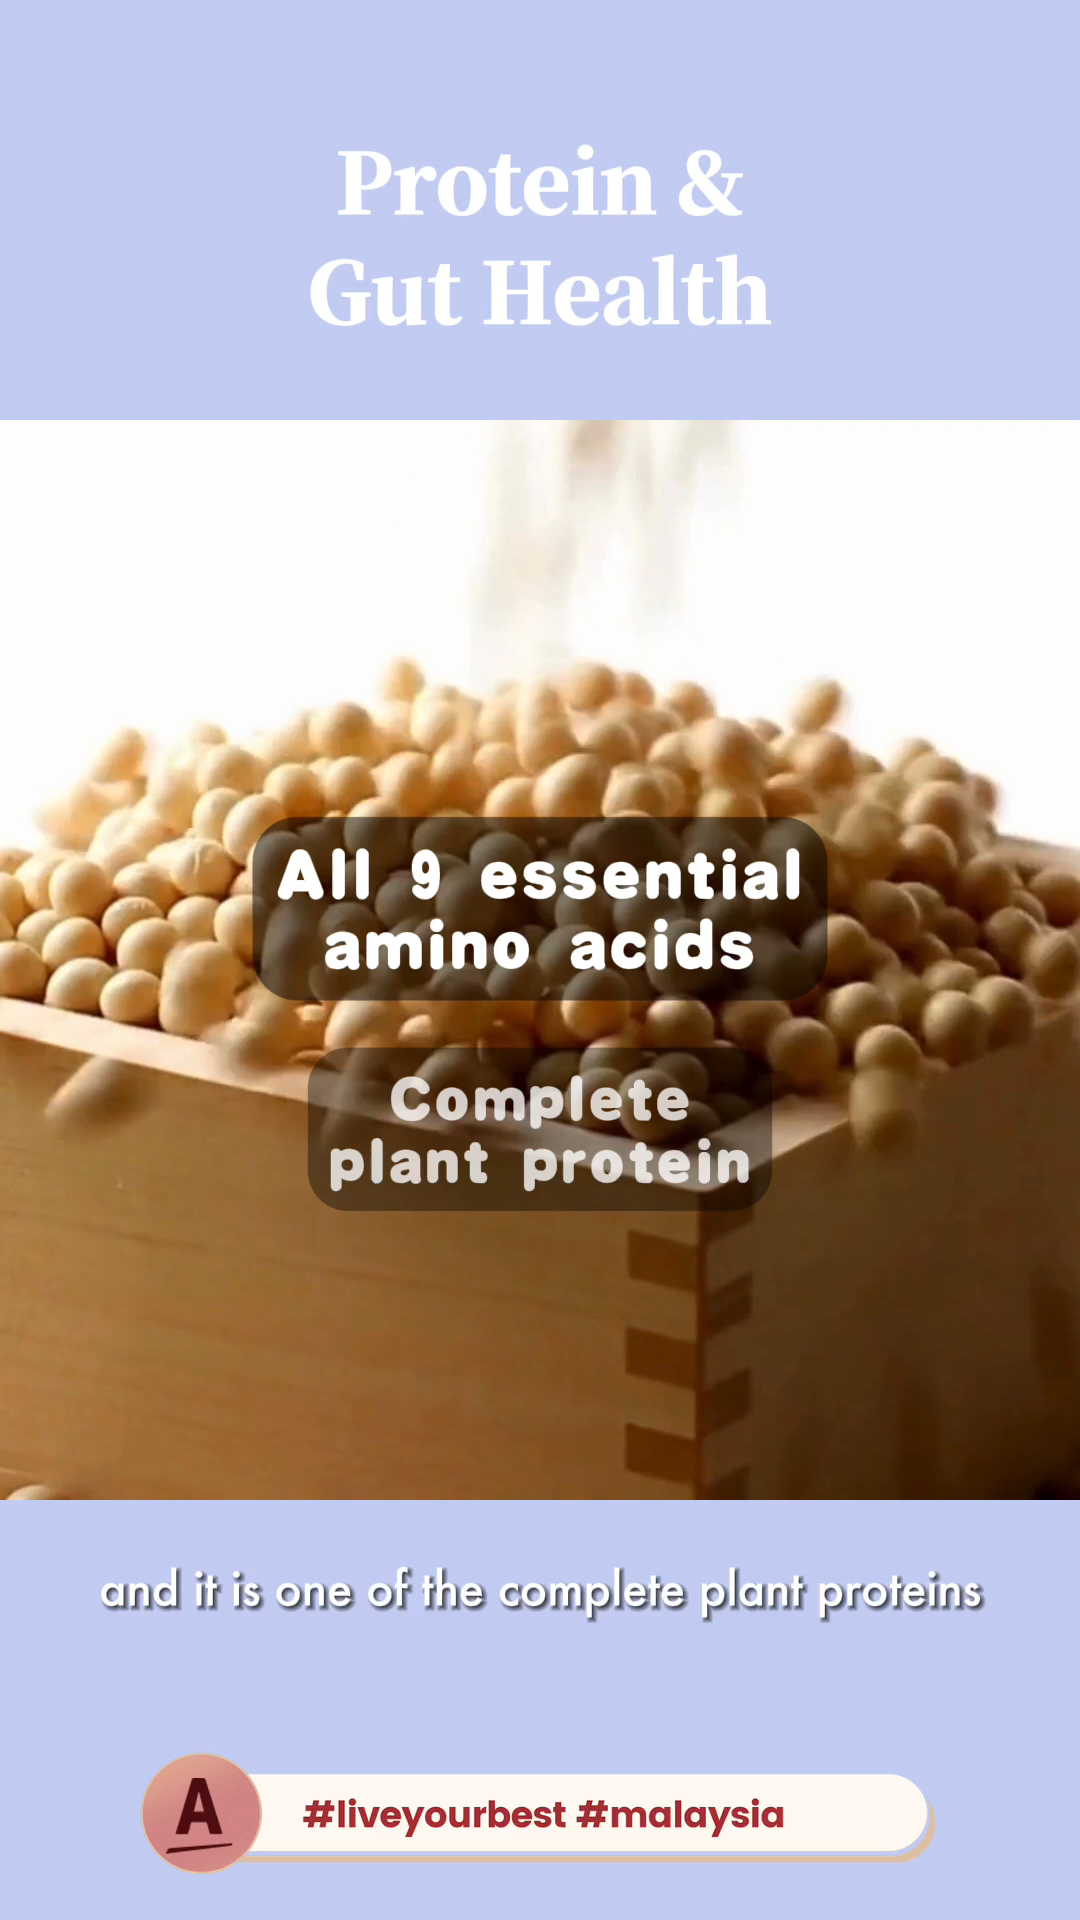 Protein &
Gut Health
All 9 essential
amino acids
Complete
plant protein
and it is one of the complete plant proteins
A
#liveyourbest #malaysia